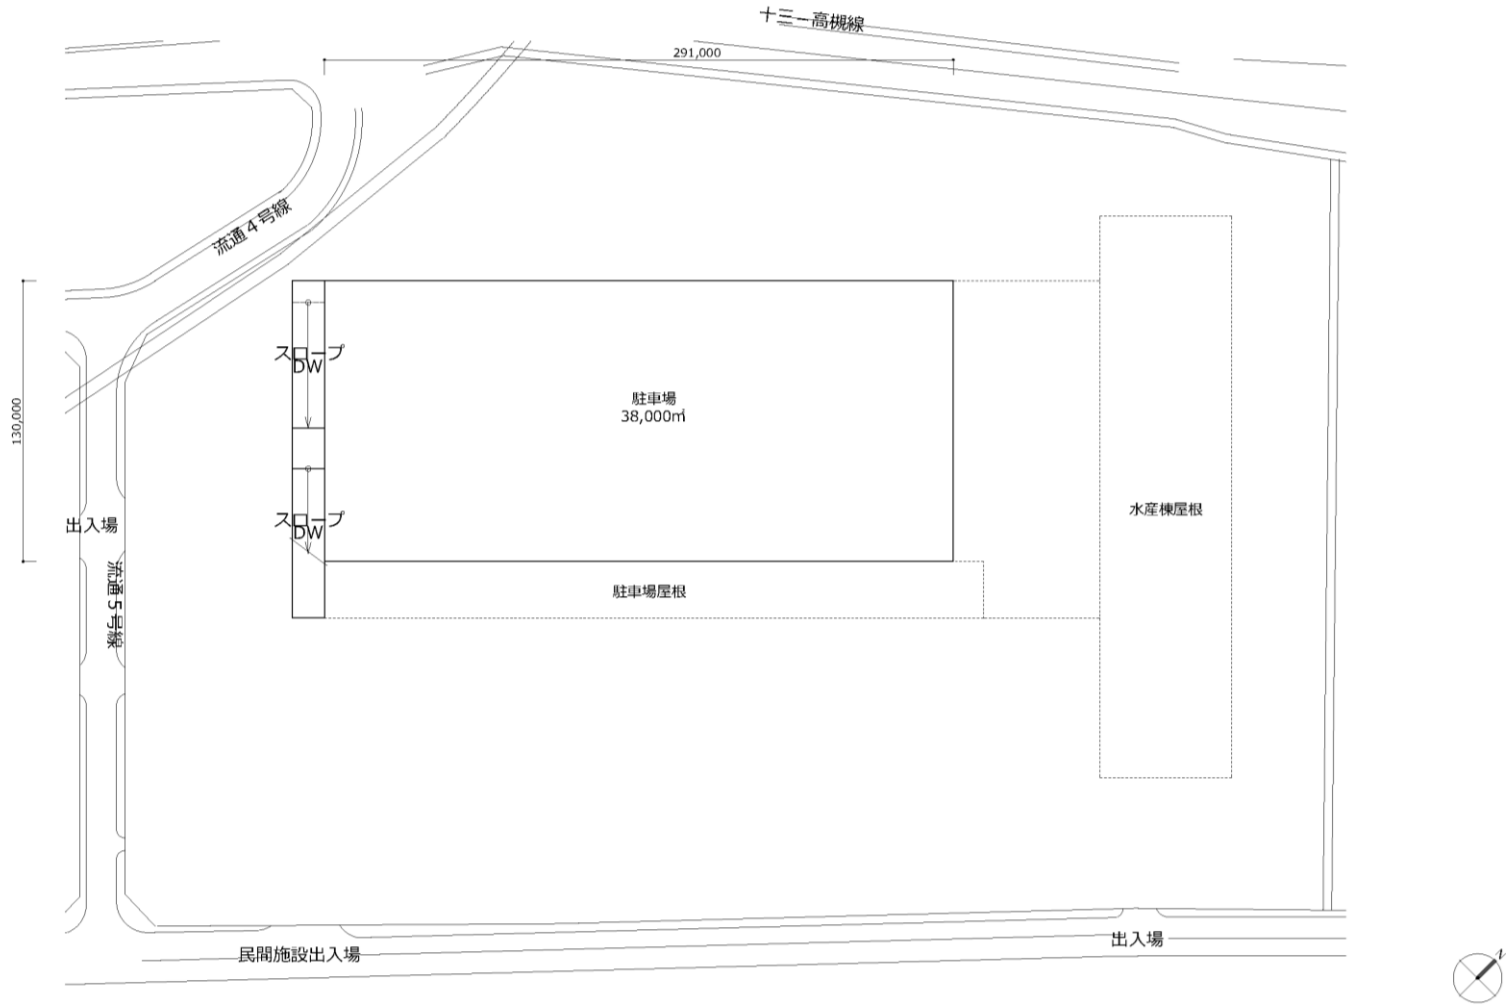 十三ー高槻線
291,000
流通４号線
130,000
スロープ
DW
駐車場
38,000㎡
スロープ
DW
水産棟屋根
出入場
流通５号線
駐車場屋根
民間施設出入場
出入場
N